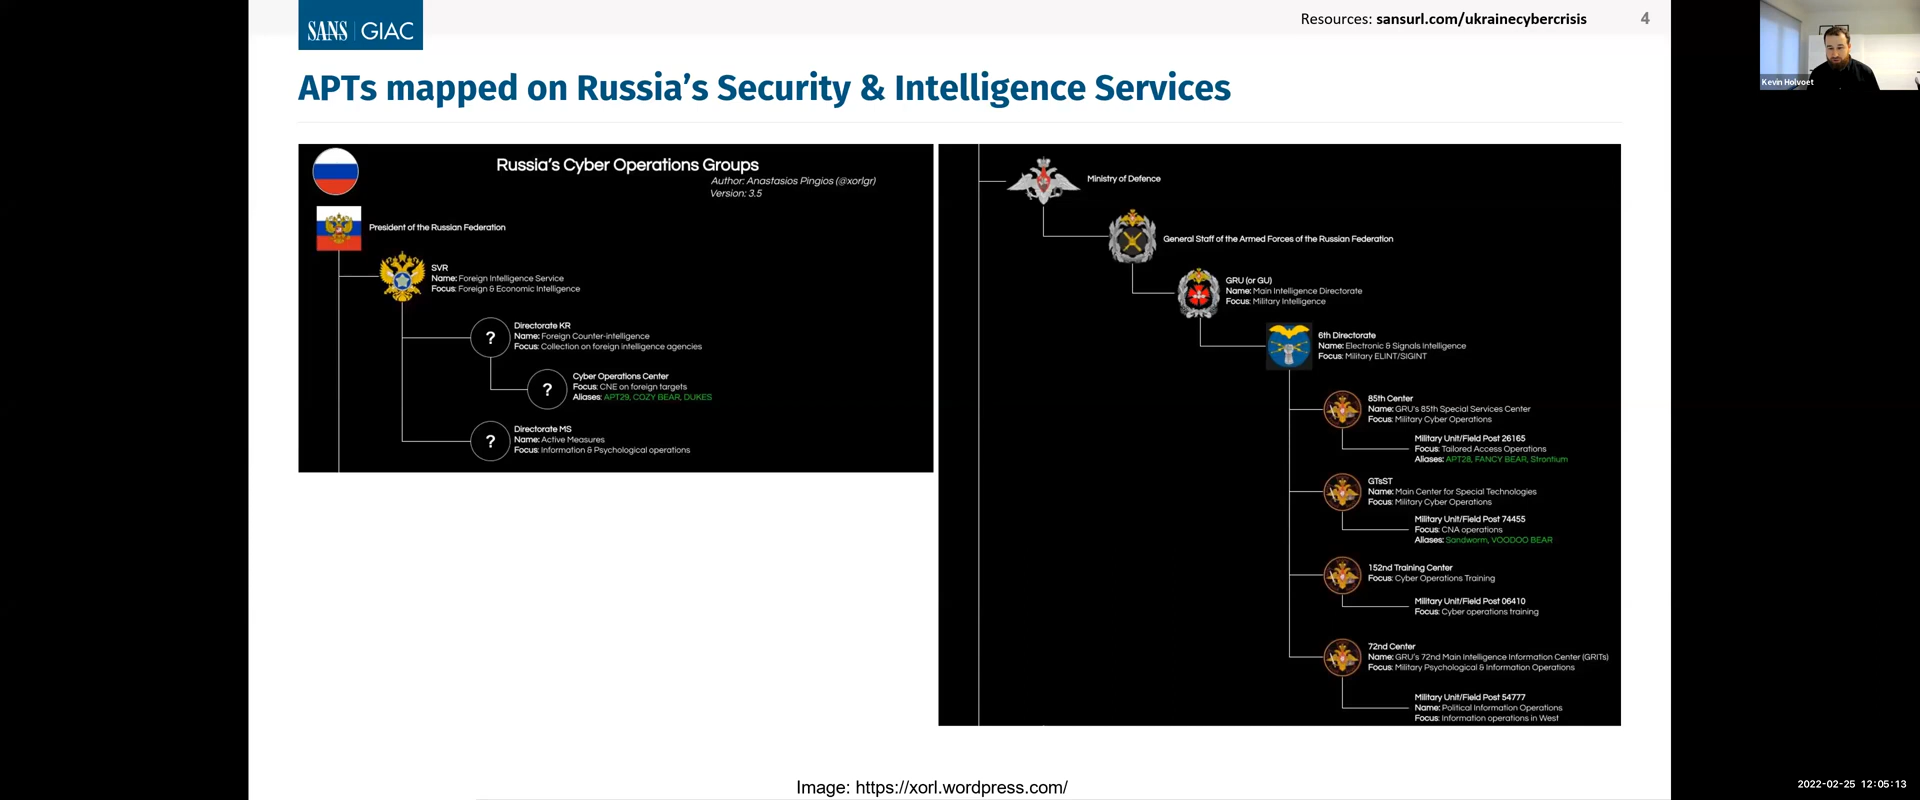 SANS | GIAC
Resources: sansurl.com/ukrainecybercrisis
4
APTs mapped on Russia's Security & Intelligence Services
Russia's Cyber Operations Groups
Author: Anastasios Pingios (@xorlgr)
Version: 3.5
President of the Russian Federation
SVR
Name: Foreign Intelligence Service
Focus: Foreign & Economic Intelligence
?
Directorate KR
Name: Foreign Counter-intelligence
Focus: Collection on foreign intelligence agencies
?
Cyber Operations Center
Focus: CNE on foreign targets
Aliases: APT29, COZY BEAR, DUKES
?
Directorate MS
Name: Active Measures
Focus: Information & Psychological operations
Ministry of Defence
General Staff of the Armed Forces of the Russian Federation
GRU (or GU)
Name: Main Intelligence Directorate
Focus: Military Intelligence
6th Directorate
Name: Electronic & Signals Intelligence
Focus: Military ELINT/SIGINT
85th Center
Name: GRU's 85th Special Services Center
Focus: Military Cyber Operations
Military Unit/Field Post 26165
Focus: Tailored Access Operations
Aliases: APT28, FANCY BEAR, Strontium
GTsST
Name: Main Center for Special Technologies
Focus: Military Cyber Operations
Military Unit/Field Post 74455
Focus: CNA operations
Aliases: Sandworm, VOODOO BEAR
152nd Training Center
Focus: Cyber Operations Training
Military Unit/Field Post 06410
Focus: Cyber operations training
72nd Center
Name: GRU's 72nd Main Intelligence Information Center (GRITs)
Focus: Military Psychological & Information Operations
Military Unit/Field Post 54777
Name: Political Information Operations
Focus: Information operations in West
Image: https://xorl.wordpress.com/
Kevin Holvoet
2022-02-25 12:05:13